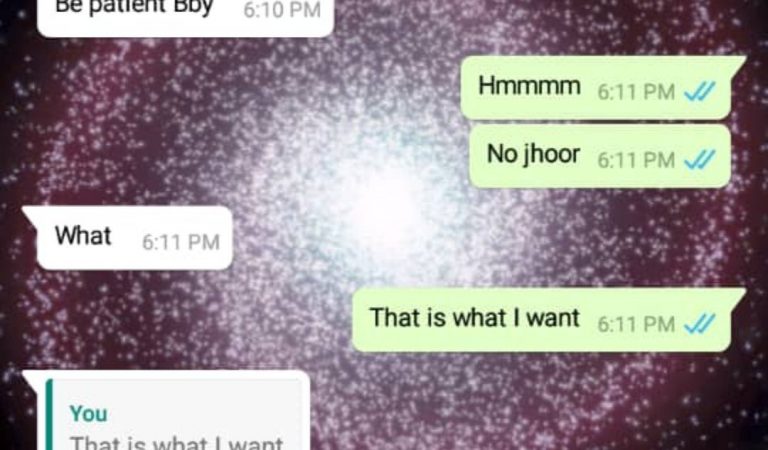 Be patient Bby 6:10 PM
Hmmmm 6:11 PM
No jhoor 6:11 PM
What 6:11 PM
That is what I want 6:11 PM
You
That is what I want